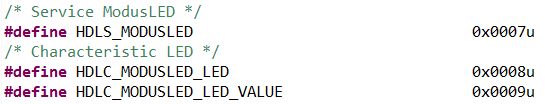 /* Service ModusLED */
#define HDLS_MODUSLED 0x0007u
/* Characteristic LED */
#define HDLC_MODUSLED_LED 0x0008u
#define HDLC_MODUSLED_LED_VALUE 0x0009u